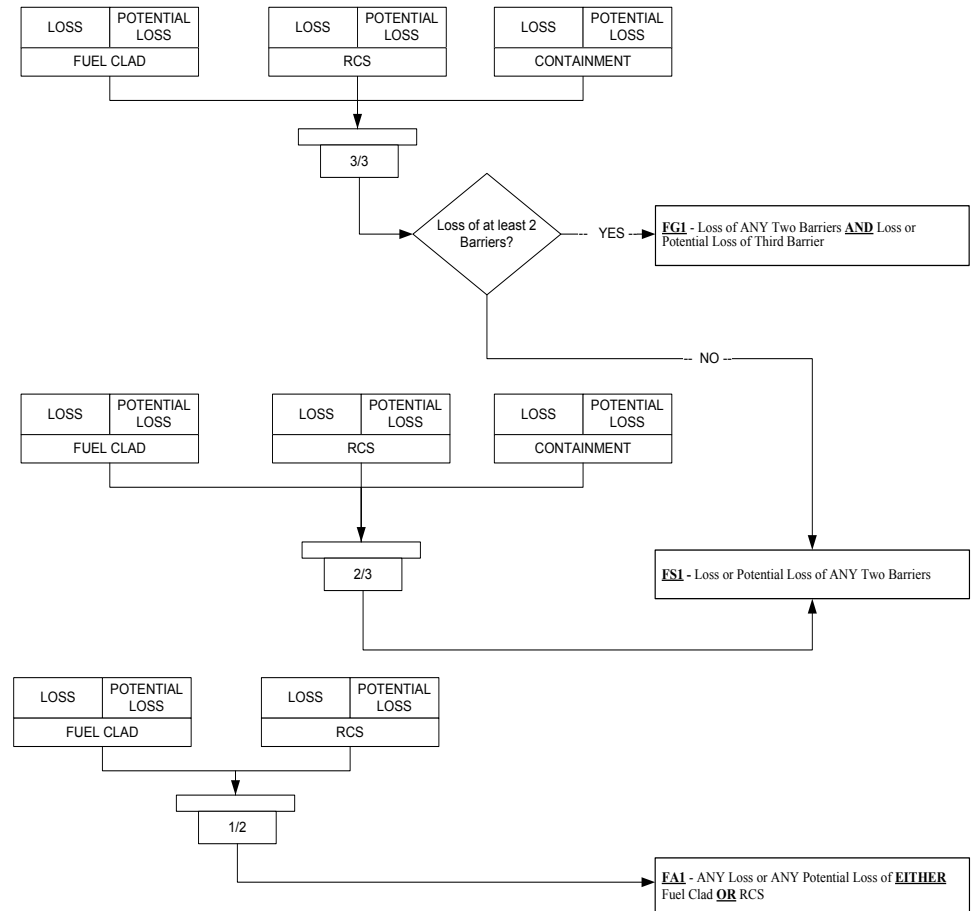 LOSS
POTENTIAL
LOSS
LOSS
POTENTIAL
LOSS
LOSS
POTENTIAL
LOSS
FUEL CLAD
RCS
CONTAINMENT
3/3
Loss of at least 2
Barriers?
-- YES --
FG1 - Loss of ANY Two Barriers AND Loss or
Potential Loss of Third Barrier
-- NO --
LOSS
POTENTIAL
LOSS
LOSS
POTENTIAL
LOSS
LOSS
POTENTIAL
LOSS
FUEL CLAD
RCS
CONTAINMENT
2/3
FS1 - Loss or Potential Loss of ANY Two Barriers
LOSS
POTENTIAL
LOSS
LOSS
POTENTIAL
LOSS
FUEL CLAD
RCS
1/2
FA1 - ANY Loss or ANY Potential Loss of EITHER
Fuel Clad OR RCS